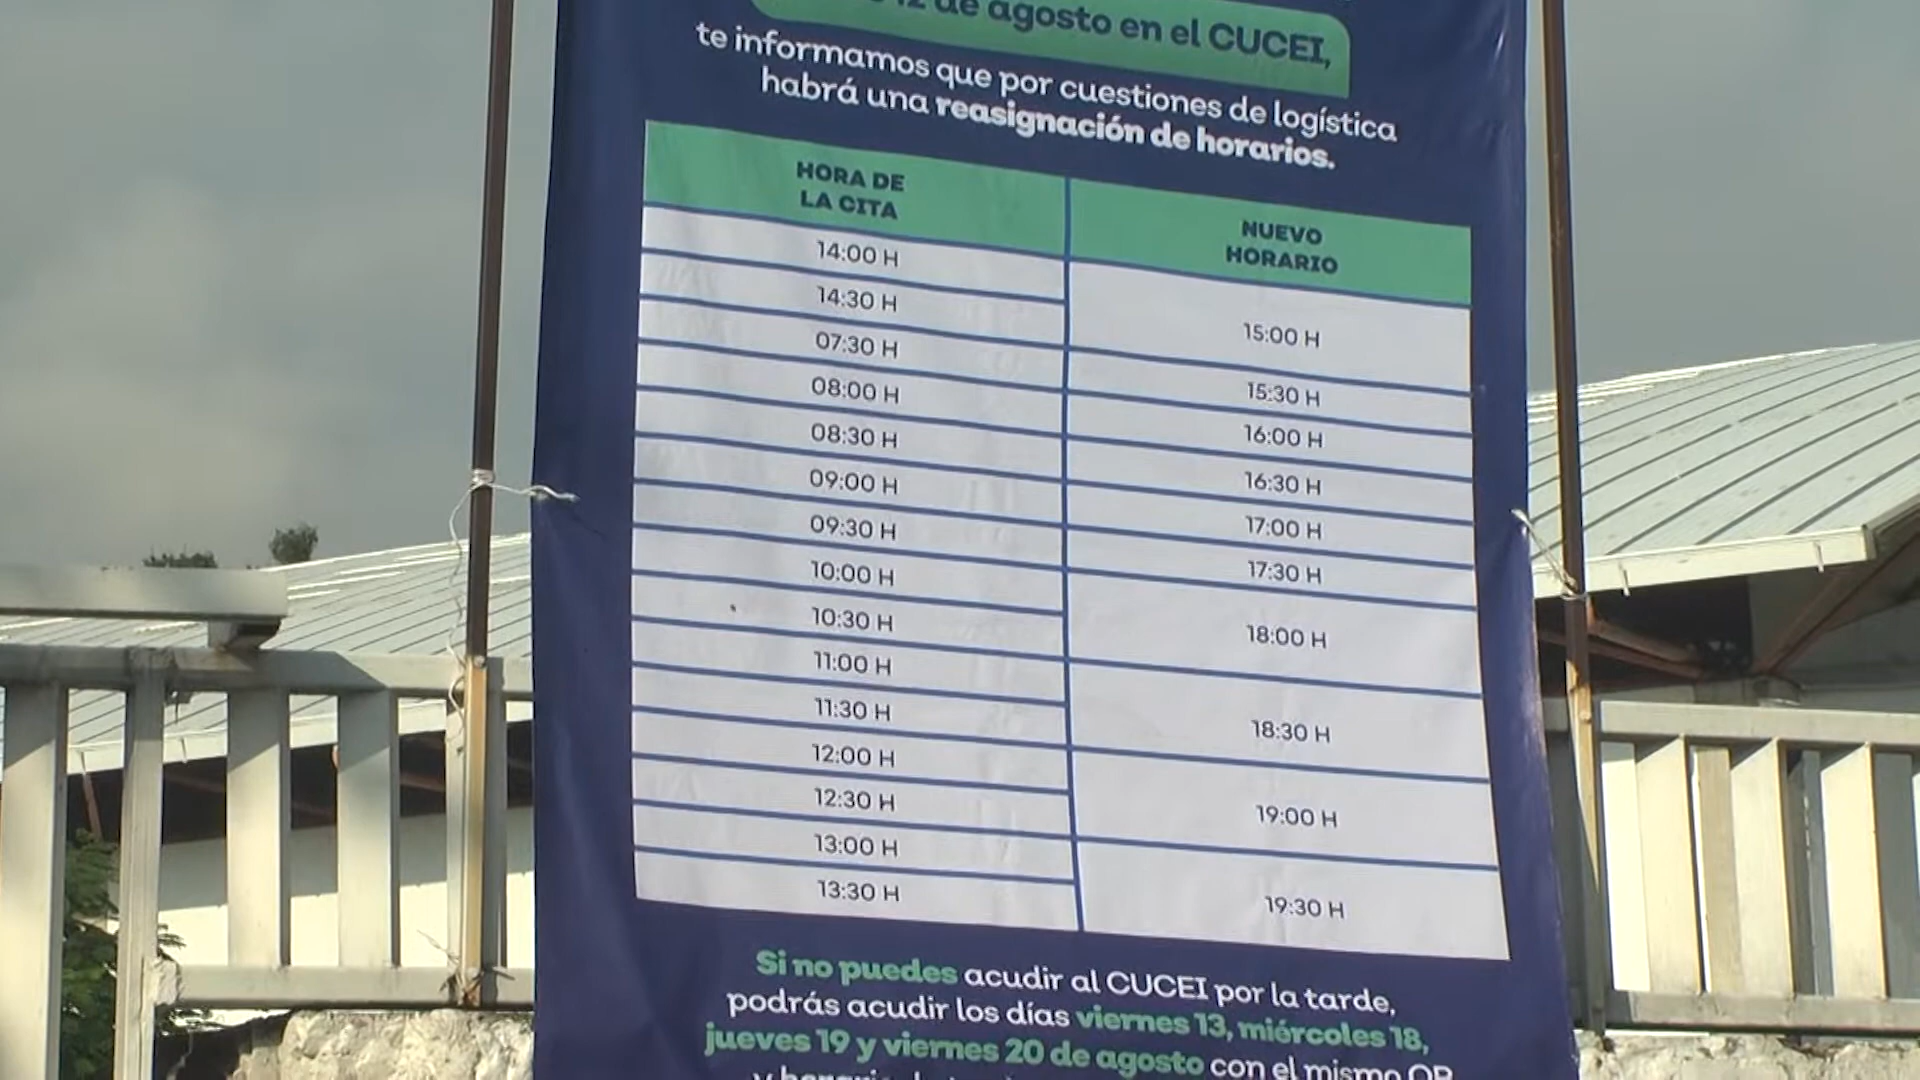 12 de agosto en el CUCEI,
te informamos que por cuestiones de logística
habrá una reasignación de horarios.
HORA DE
LA CITA
NUEVO
HORARIO
14:00 H
14:30 H
15:00 H
07:30 H
15:30 H
08:00 H
16:00 H
08:30 H
16:30 H
09:00 H
17:00 H
09:30 H
17:30 H
10:00 H
10:30 H
18:00 H
11:00 H
11:30 H
18:30 H
12:00 H
12:30 H
19:00 H
13:00 H
13:30 H
19:30 H
Si no puedes acudir al CUCEI por la tarde,
podrás acudir los días viernes 13, miércoles 18,
jueves 19 y viernes 20 de agosto con el mismo QR
y